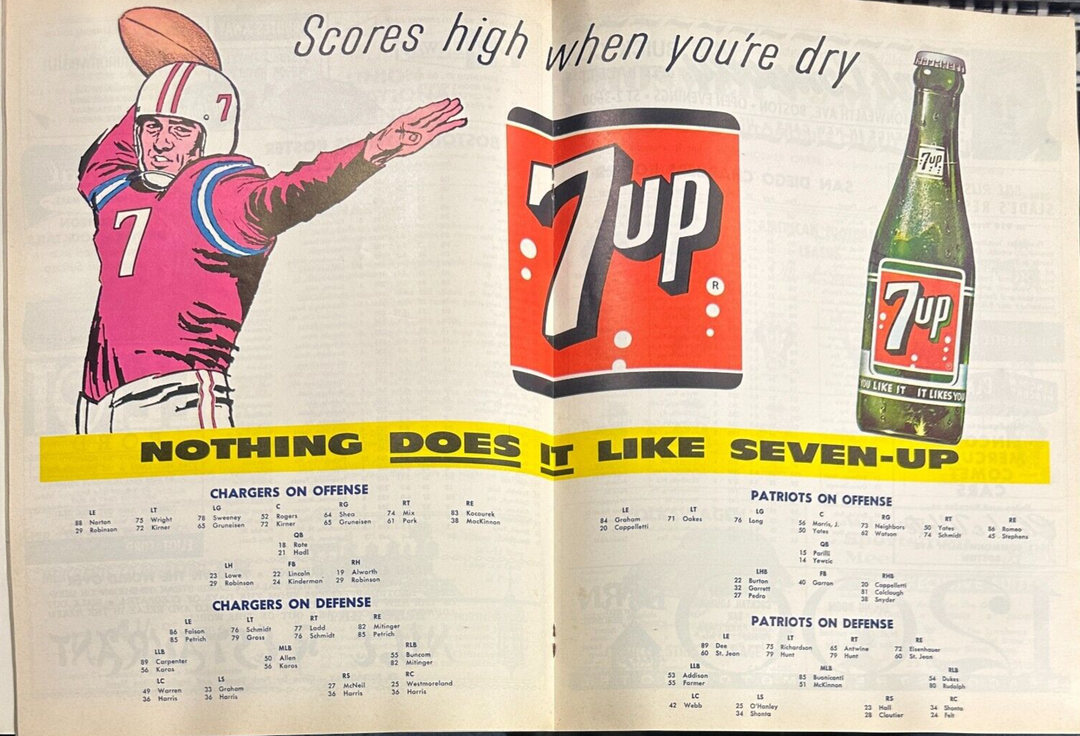 Scores high when you're dry
7
7
7up
R
7up
7up
YOU LIKE IT IT LIKES YOU
NOTHING DOES IT LIKE SEVEN-UP
CHARGERS ON OFFENSE
LE LT LG C RG RT RE
88 Norton 75 Wright 78 Sweeney 52 Rogers 64 Shea 74 Mix 83 Kocourek
29 Robinson 72 Kirner 65 Gruneisen 72 Kirner 65 Gruneisen 61 Park 38 MacKinnon
QB
18 Rote
21 Hadl
LH FB RH
23 Lowe 22 Lincoln 19 Alworth
29 Robinson 24 Kinderman 29 Robinson
CHARGERS ON DEFENSE
LE LT RT RE
86 Faison 76 Schmidt 77 Ladd 82 Mitinger
85 Petrich 79 Gross 76 Schmidt 85 Petrich
LLB MLB RLB
89 Carpenter 50 Allen 55 Buncom
56 Karas 56 Karas 82 Mitinger
LC LS RS RC
49 Warren 33 Graham 27 McNeil 25 Westmoreland
36 Harris 36 Harris 36 Harris 36 Harris
PATRIOTS ON OFFENSE
LE LT LG C RG RT RE
84 Graham 71 Oakes 76 Long 56 Morris, J. 73 Neighbors 50 Yates 86 Romeo
20 Cappelletti 50 Yates 62 Watson 74 Schmidt 45 Stephens
QB
15 Parilli
14 Yewcic
LHB FB RHB
22 Burton 40 Garron 20 Cappelletti
32 Garrett 81 Colclough
27 Pedro 38 Snyder
PATRIOTS ON DEFENSE
LE LT RT RE
89 Dee 75 Richardson 65 Antwine 72 Eisenhauer
60 St. Jean 79 Hunt 79 Hunt 60 St. Jean
LLB MLB RLB
53 Addison 85 Buoniconti 54 Dukes
55 Farmer 51 McKinnon 80 Rudolph
LC LS RS RC
42 Webb 25 O'Hanley 23 Hall 34 Shonta
34 Shonta 28 Cloutier 24 Felt